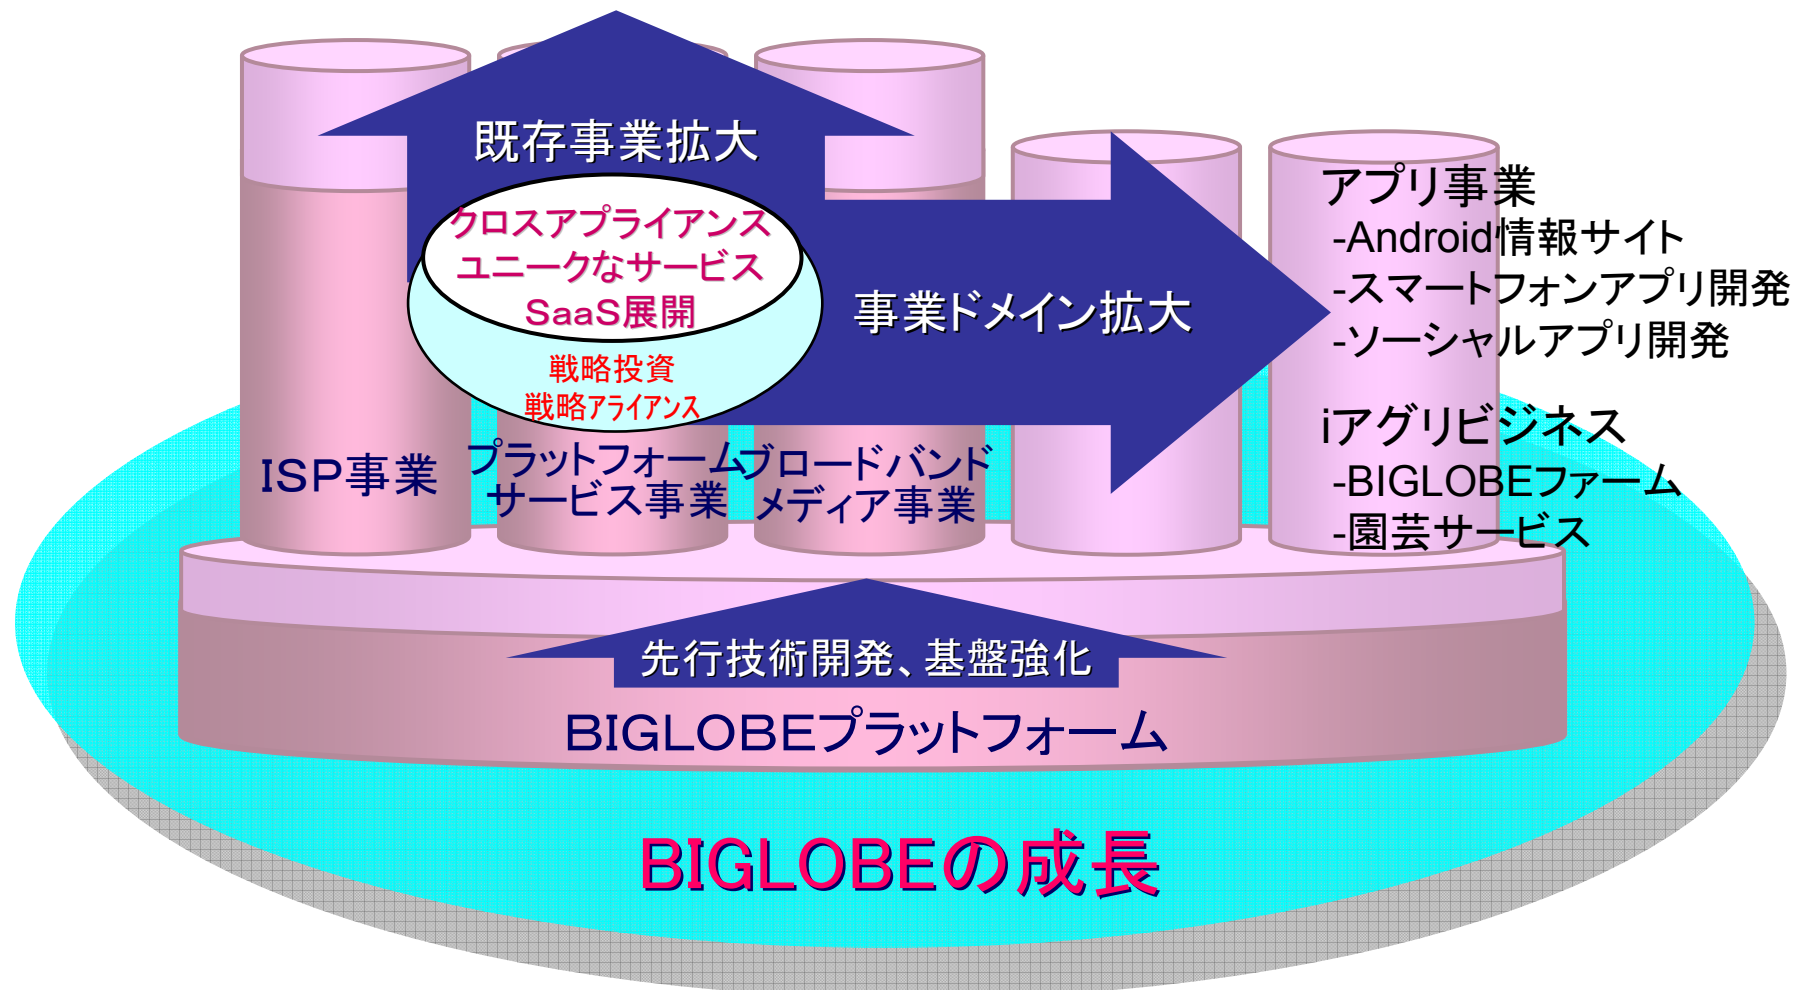 既存事業拡大
クロスアプライアンス
ユニークなサービス
SaaS展開
戦略投資
戦略アライアンス
事業ドメイン拡大
アプリ事業
-Android情報サイト
-スマートフォンアプリ開発
-ソーシャルアプリ開発
iアグリビジネス
-BIGLOBEファーム
-園芸サービス
ISP事業
プラットフォーム
サービス事業
ブロードバンド
メディア事業
先行技術開発、基盤強化
BIGLOBEプラットフォーム
BIGLOBEの成長